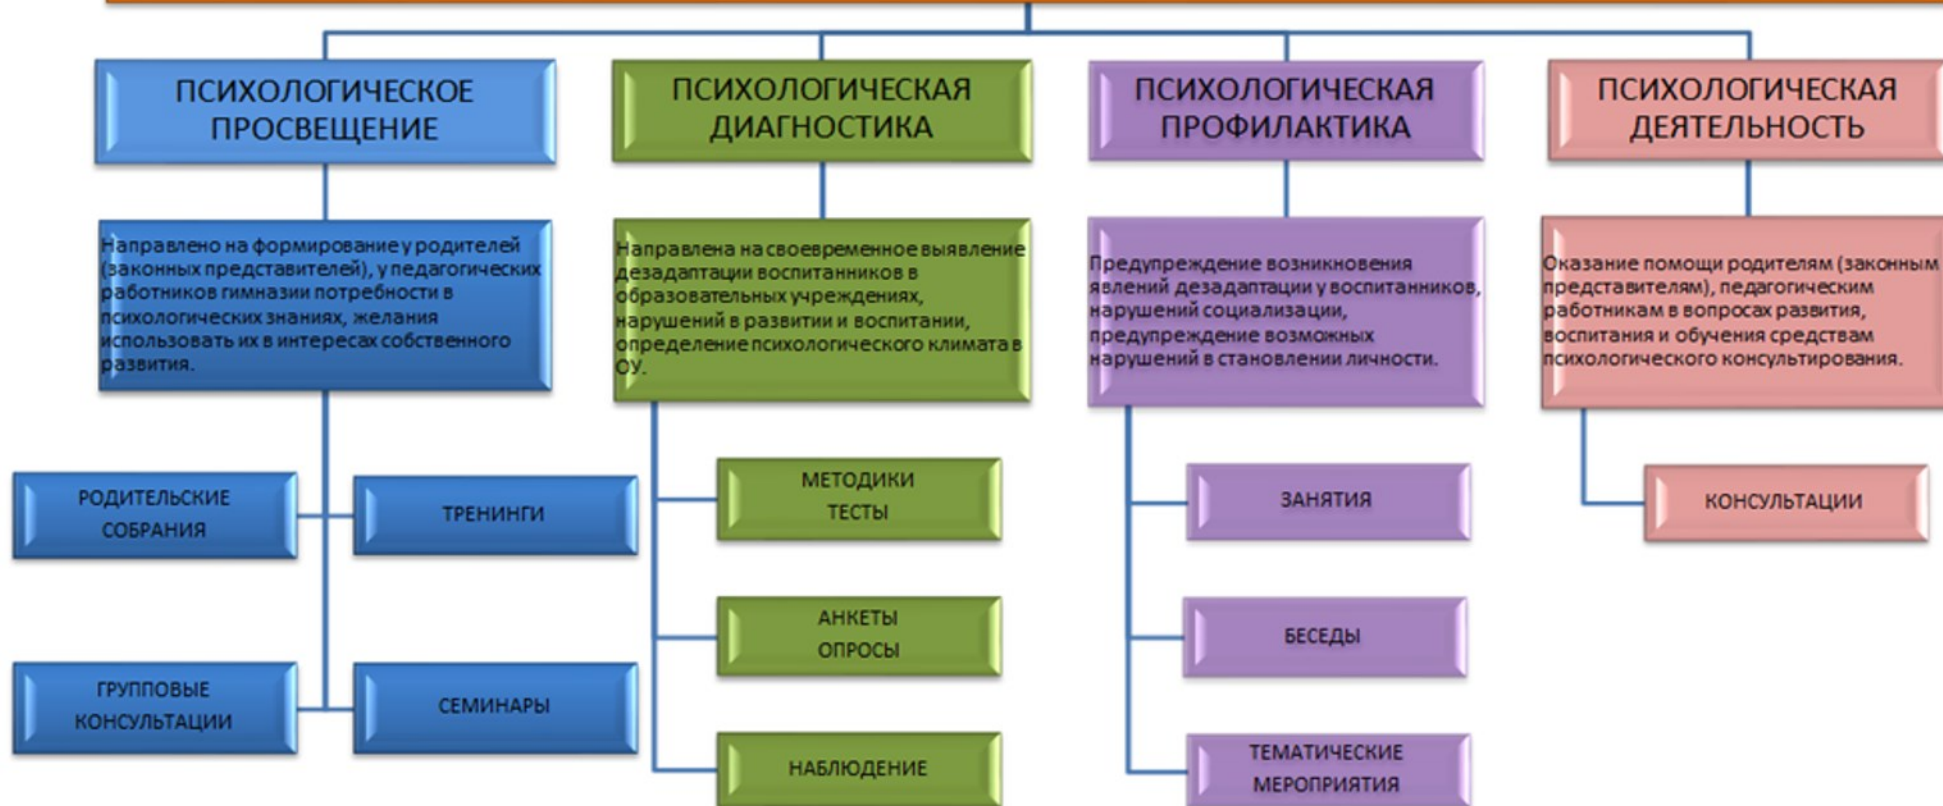 ПСИХОЛОГИЧЕСКОЕ
ПРОСВЕЩЕНИЕ
Направлено на формирование у родителей
(законных представителей), у педагогических
работников гимназии потребности в
психологических знаниях, желания
использовать их в интересах собственного
развития.
РОДИТЕЛЬСКИЕ
СОБРАНИЯ
ТРЕНИНГИ
ГРУППОВЫЕ
КОНСУЛЬТАЦИИ
СЕМИНАРЫ
ПСИХОЛОГИЧЕСКАЯ
ДИАГНОСТИКА
Направлена на своевременное выявление
дезадаптации воспитанников в
образовательных учреждениях,
нарушений в развитии и воспитании,
определение психологического климата в
ОУ.
МЕТОДИКИ
ТЕСТЫ
АНКЕТЫ
ОПРОСЫ
НАБЛЮДЕНИЕ
ПСИХОЛОГИЧЕСКАЯ
ПРОФИЛАКТИКА
Предупреждение возникновения
явлений дезадаптации у воспитанников,
нарушений социализации,
предупреждение возможных
нарушений в становлении личности.
ЗАНЯТИЯ
БЕСЕДЫ
ТЕМАТИЧЕСКИЕ
МЕРОПРИЯТИЯ
ПСИХОЛОГИЧЕСКАЯ
ДЕЯТЕЛЬНОСТЬ
Оказание помощи родителям (законным
представителям), педагогическим
работникам в вопросах развития,
воспитания и обучения средствам
психологического консультирования.
КОНСУЛЬТАЦИИ